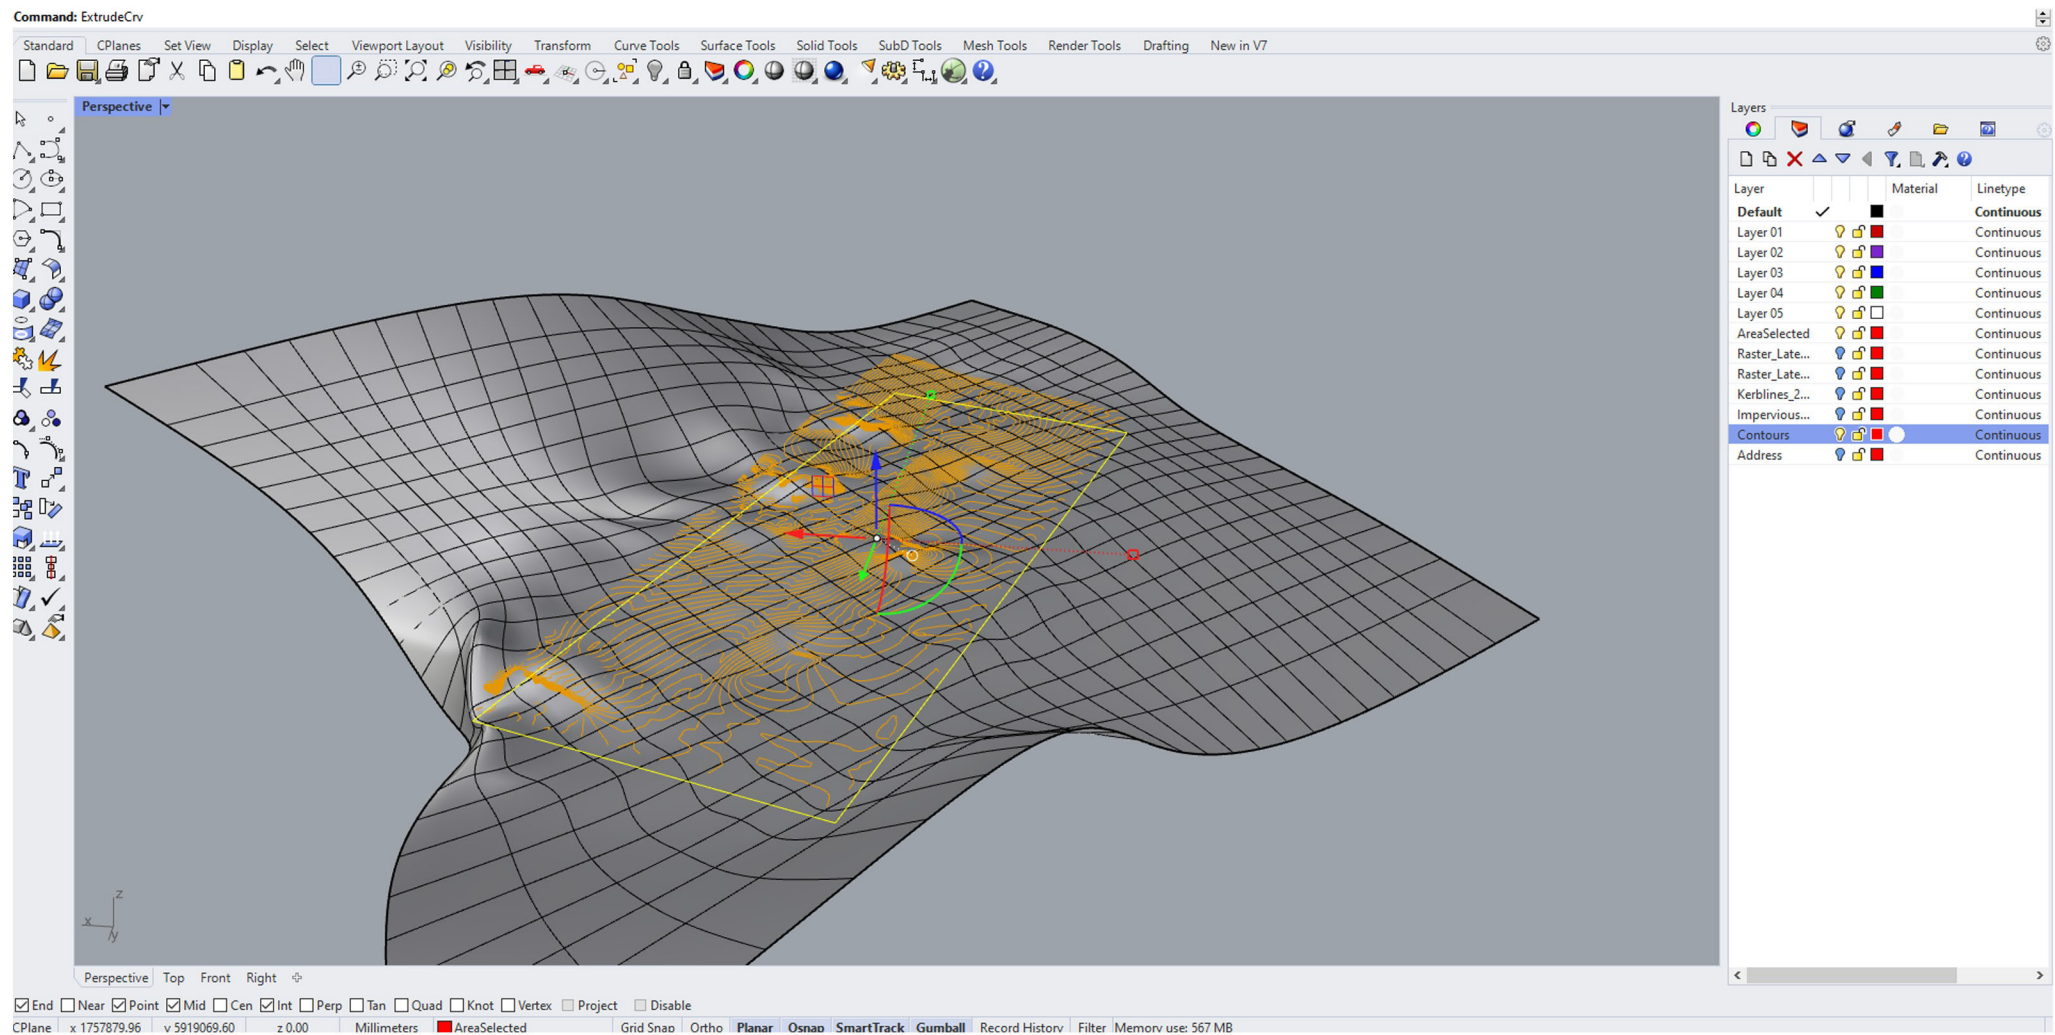 Command: ExtrudeCrv
Standard CPlanes Set View Display Select Viewport Layout Visibility Transform Curve Tools Surface Tools Solid Tools SubD Tools Mesh Tools Render Tools Drafting New in V7
Perspective
Layers
Layer Material Linetype
Default Continuous
Layer 01 Continuous
Layer 02 Continuous
Layer 03 Continuous
Layer 04 Continuous
Layer 05 Continuous
AreaSelected Continuous
Raster_Late... Continuous
Raster_Late... Continuous
Kerblines_2... Continuous
Impervious... Continuous
Contours Continuous
Address Continuous
z
x
y
Perspective Top Front Right
End Near Point Mid Cen Int Perp Tan Quad Knot Vertex Project Disable
CPlane x 1757879.96 y 5919069.60 z 0.00 Millimeters AreaSelected Grid Snap Ortho Planar Osnap SmartTrack Gumball Record History Filter Memory use: 567 MB